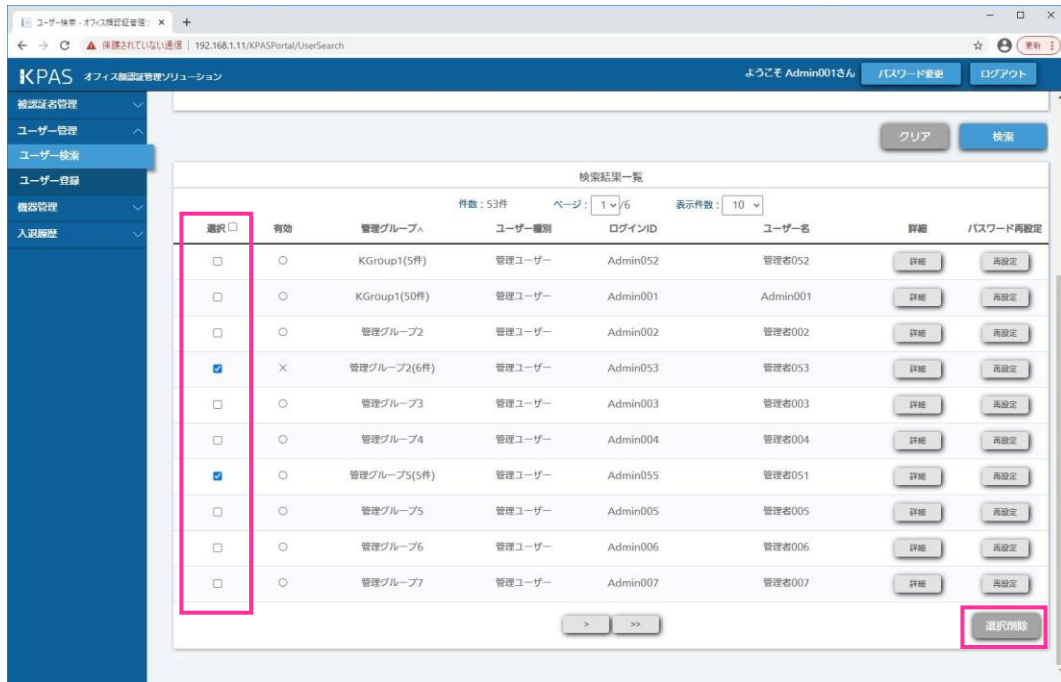 ユーザー検索 - オフィス顔認証管理ソ × +
保護されていない通信 | 192.168.1.11/KPASPortal/UserSearch 更新
KPAS オフィス顔認証管理ソリューション ようこそ Admin001さん パスワード変更 ログアウト
被認証者管理
ユーザー管理
ユーザー検索
ユーザー登録
機器管理
入退履歴
クリア 検索
検索結果一覧
件数 : 53件 ページ : 1 /6 表示件数 : 10
選択 有効 管理グループ∧ ユーザー種別 ログインID ユーザー名 詳細 パスワード再設定
○ KGroup1(5件) 管理ユーザー Admin052 管理者052 詳細 再設定
○ KGroup1(50件) 管理ユーザー Admin001 Admin001 詳細 再設定
○ 管理グループ2 管理ユーザー Admin002 管理者002 詳細 再設定
× 管理グループ2(6件) 管理ユーザー Admin053 管理者053 詳細 再設定
○ 管理グループ3 管理ユーザー Admin003 管理者003 詳細 再設定
○ 管理グループ4 管理ユーザー Admin004 管理者004 詳細 再設定
○ 管理グループ5(5件) 管理ユーザー Admin055 管理者051 詳細 再設定
○ 管理グループ5 管理ユーザー Admin005 管理者005 詳細 再設定
○ 管理グループ6 管理ユーザー Admin006 管理者006 詳細 再設定
○ 管理グループ7 管理ユーザー Admin007 管理者007 詳細 再設定
> >> 選択削除